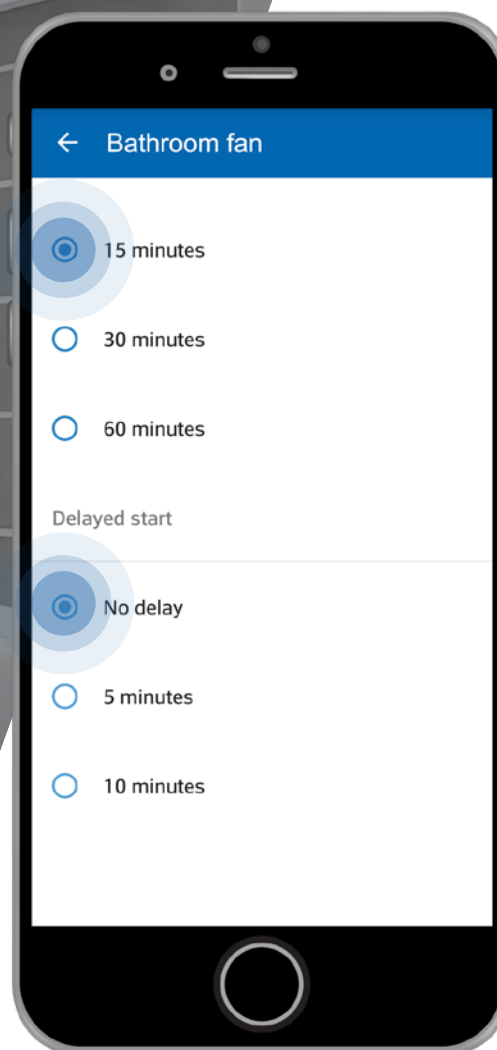 Bathroom fan
15 minutes
30 minutes
60 minutes
Delayed start
No delay
5 minutes
10 minutes